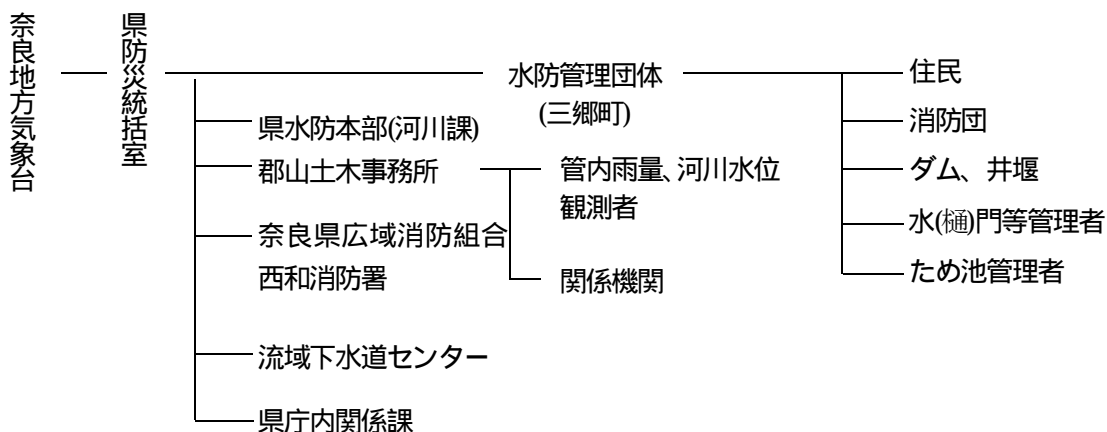 奈良地方気象台
県防災統括室
水防管理団体
(三郷町)
住民
消防団
ダム、井堰
水(樋)門等管理者
ため池管理者
県水防本部(河川課)
郡山土木事務所
管内雨量、河川水位
観測者
関係機関
奈良県広域消防組合
西和消防署
流域下水道センター
県庁内関係課